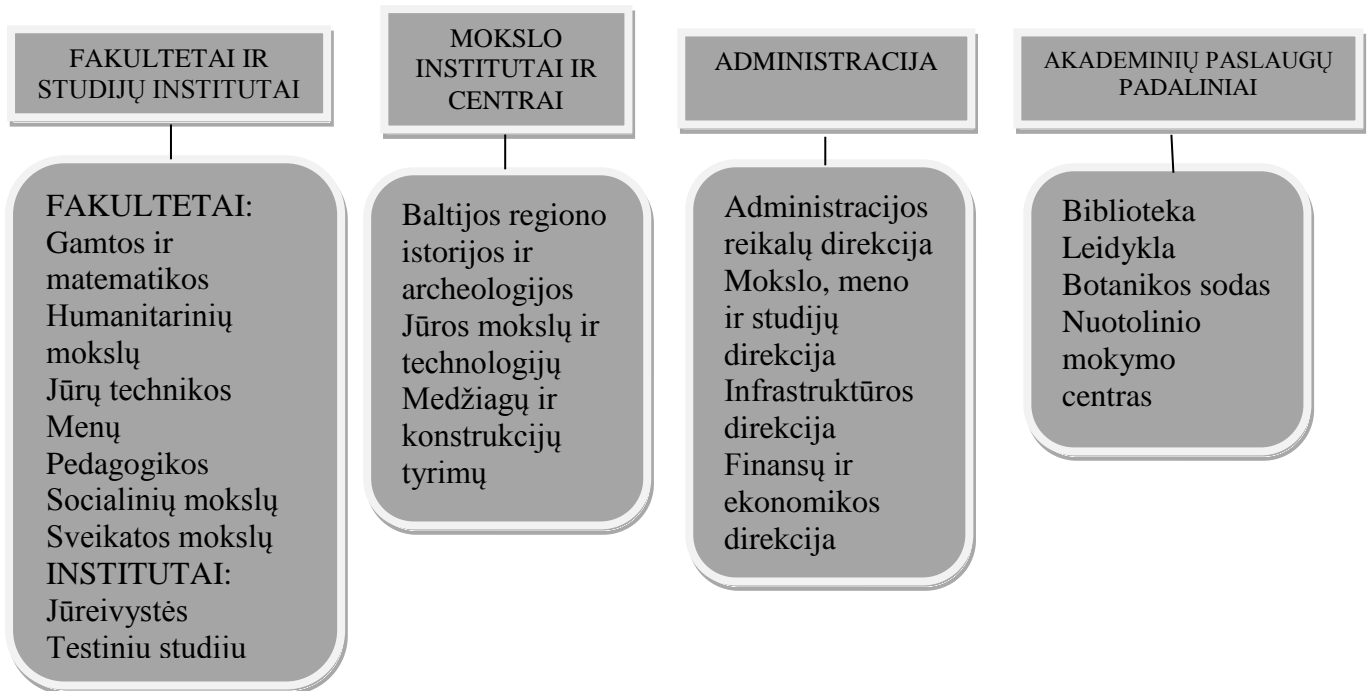 FAKULTETAI IR
STUDIJŲ INSTITUTAI
FAKULTETAI:
Gamtos ir
matematikos
Humanitarinių
mokslų
Jūrų technikos
Menų
Pedagogikos
Socialinių mokslų
Sveikatos mokslų
INSTITUTAI:
Jūreivystės
Testiniu studiju
MOKSLO
INSTITUTAI IR
CENTRAI
Baltijos regiono
istorijos ir
archeologijos
Jūros mokslų ir
technologijų
Medžiagų ir
konstrukcijų
tyrimų
ADMINISTRACIJA
Administracijos
reikalų direkcija
Mokslo, meno
ir studijų
direkcija
Infrastruktūros
direkcija
Finansų ir
ekonomikos
direkcija
AKADEMINIŲ PASLAUGŲ
PADALINIAI
Biblioteka
Leidykla
Botanikos sodas
Nuotolinio
mokymo
centras